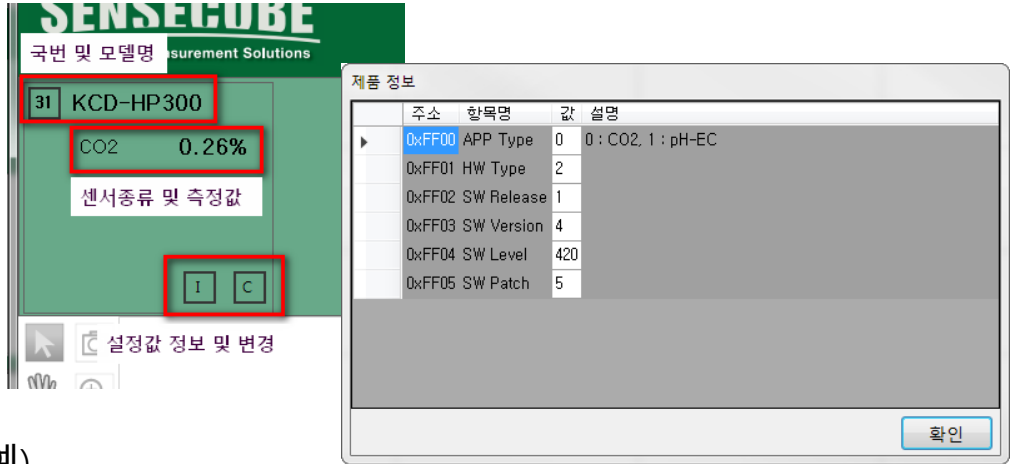 SENSECUBE
국번 및 모델명 asurement Solutions
31 KCD-HP300
CO2 0.26%
센서종류 및 측정값
I C
설정값 정보 및 변경
제품 정보
주소 항목명 값 설명
0xFF00 APP Type 0 0 : CO2, 1 : pH-EC
0xFF01 HW Type 2
0xFF02 SW Release 1
0xFF03 SW Version 4
0xFF04 SW Level 420
0xFF05 SW Patch 5
확인